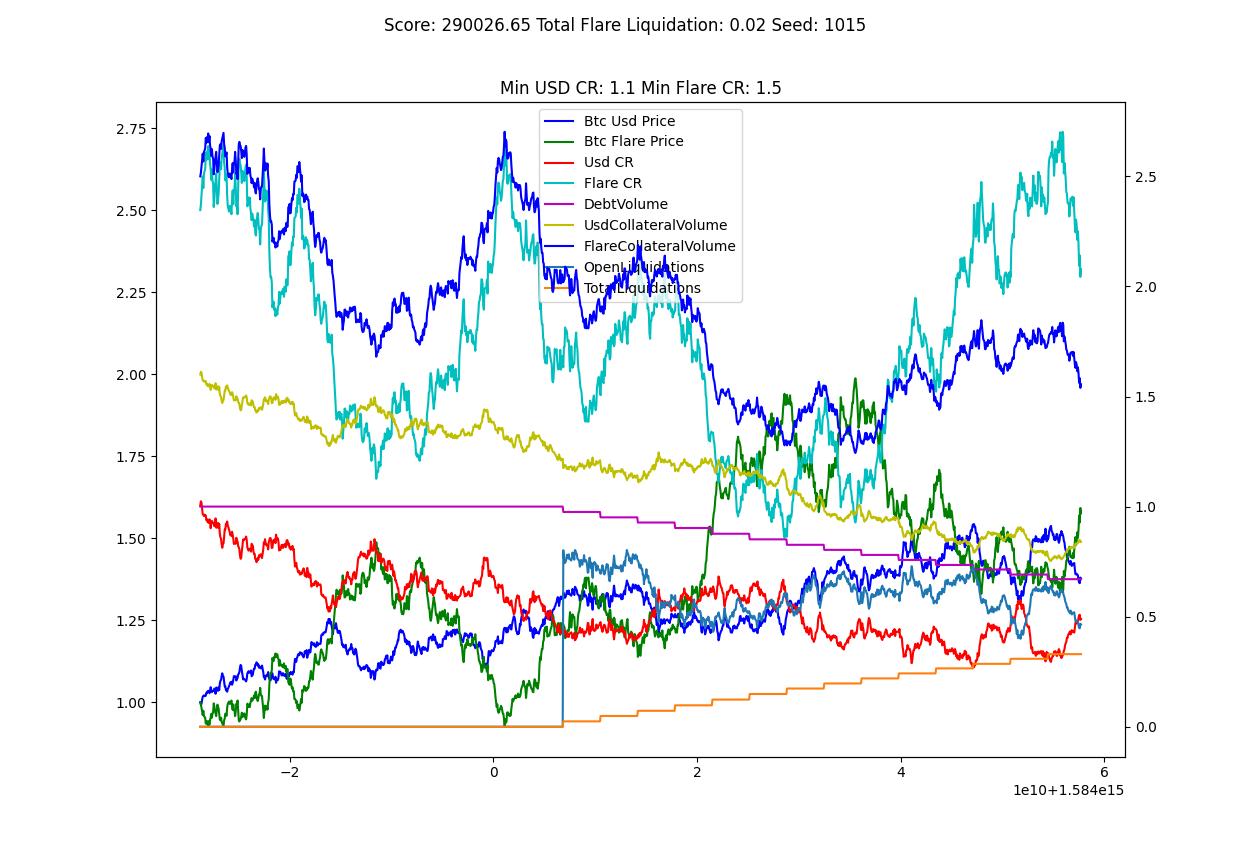 Score: 290026.65 Total Flare Liquidation: 0.02 Seed: 1015
Min USD CR: 1.1 Min Flare CR: 1.5
2.75
2.50
2.25
2.00
1.75
1.50
1.25
1.00
Btc Usd Price
Btc Flare Price
Usd CR
Flare CR
DebtVolume
UsdCollateralVolume
FlareCollateralVolume
OpenLiquidations
TotalLiquidations
2.5
2.0
1.5
1.0
0.5
0.0
−2
0
2
4
6
1e10+1.584e15